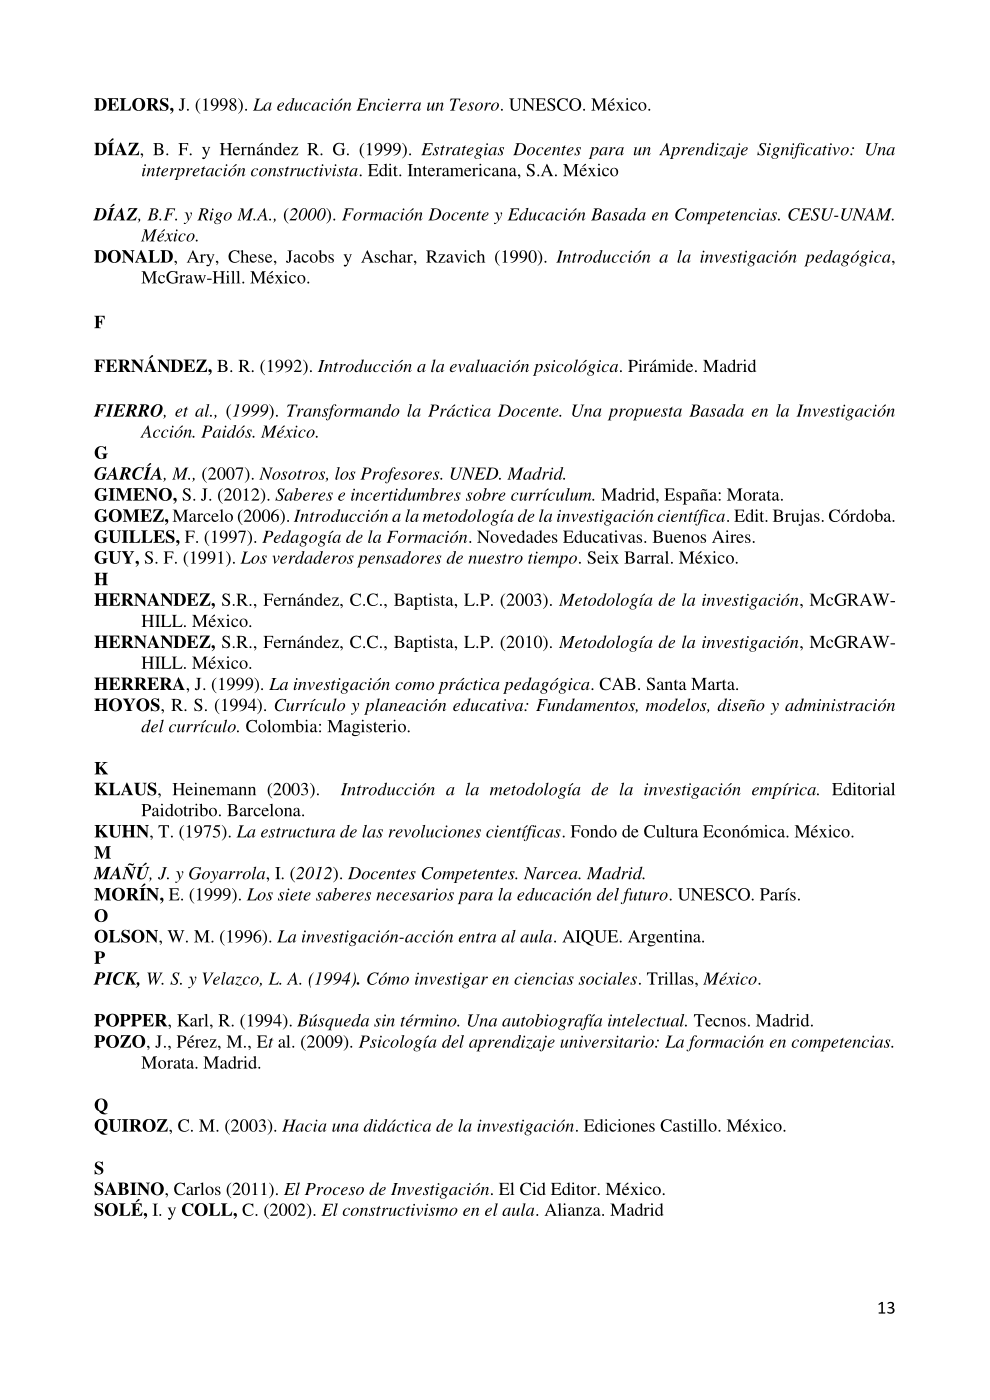 DELORS, J. (1998). La educación Encierra un Tesoro. UNESCO. México.
DÍAZ, B. F. y Hernández R. G. (1999). Estrategias Docentes para un Aprendizaje Significativo: Una
interpretación constructivista. Edit. Interamericana, S.A. México
DÍAZ, B.F. y Rigo M.A., (2000). Formación Docente y Educación Basada en Competencias. CESU-UNAM.
México.
DONALD, Ary, Chese, Jacobs y Aschar, Rzavich (1990). Introducción a la investigación pedagógica,
McGraw-Hill. México.
F
FERNÁNDEZ, B. R. (1992). Introducción a la evaluación psicológica. Pirámide. Madrid
FIERRO, et al., (1999). Transformando la Práctica Docente. Una propuesta Basada en la Investigación
Acción. Paidós. México.
G
GARCÍA, M., (2007). Nosotros, los Profesores. UNED. Madrid.
GIMENO, S. J. (2012). Saberes e incertidumbres sobre currículum. Madrid, España: Morata.
GOMEZ, Marcelo (2006). Introducción a la metodología de la investigación científica. Edit. Brujas. Córdoba.
GUILLES, F. (1997). Pedagogía de la Formación. Novedades Educativas. Buenos Aires.
GUY, S. F. (1991). Los verdaderos pensadores de nuestro tiempo. Seix Barral. México.
H
HERNANDEZ, S.R., Fernández, C.C., Baptista, L.P. (2003). Metodología de la investigación, McGRAW-
HILL. México.
HERNANDEZ, S.R., Fernández, C.C., Baptista, L.P. (2010). Metodología de la investigación, McGRAW-
HILL. México.
HERRERA, J. (1999). La investigación como práctica pedagógica. CAB. Santa Marta.
HOYOS, R. S. (1994). Currículo y planeación educativa: Fundamentos, modelos, diseño y administración
del currículo. Colombia: Magisterio.
K
KLAUS, Heinemann (2003). Introducción a la metodología de la investigación empírica. Editorial
Paidotribo. Barcelona.
KUHN, T. (1975). La estructura de las revoluciones científicas. Fondo de Cultura Económica. México.
M
MAÑÚ, J. y Goyarrola, I. (2012). Docentes Competentes. Narcea. Madrid.
MORÍN, E. (1999). Los siete saberes necesarios para la educación del futuro. UNESCO. París.
O
OLSON, W. M. (1996). La investigación-acción entra al aula. AIQUE. Argentina.
P
PICK, W. S. y Velazco, L. A. (1994). Cómo investigar en ciencias sociales. Trillas, México.
POPPER, Karl, R. (1994). Búsqueda sin término. Una autobiografía intelectual. Tecnos. Madrid.
POZO, J., Pérez, M., Et al. (2009). Psicología del aprendizaje universitario: La formación en competencias.
Morata. Madrid.
Q
QUIROZ, C. M. (2003). Hacia una didáctica de la investigación. Ediciones Castillo. México.
S
SABINO, Carlos (2011). El Proceso de Investigación. El Cid Editor. México.
SOLÉ, I. y COLL, C. (2002). El constructivismo en el aula. Alianza. Madrid
13